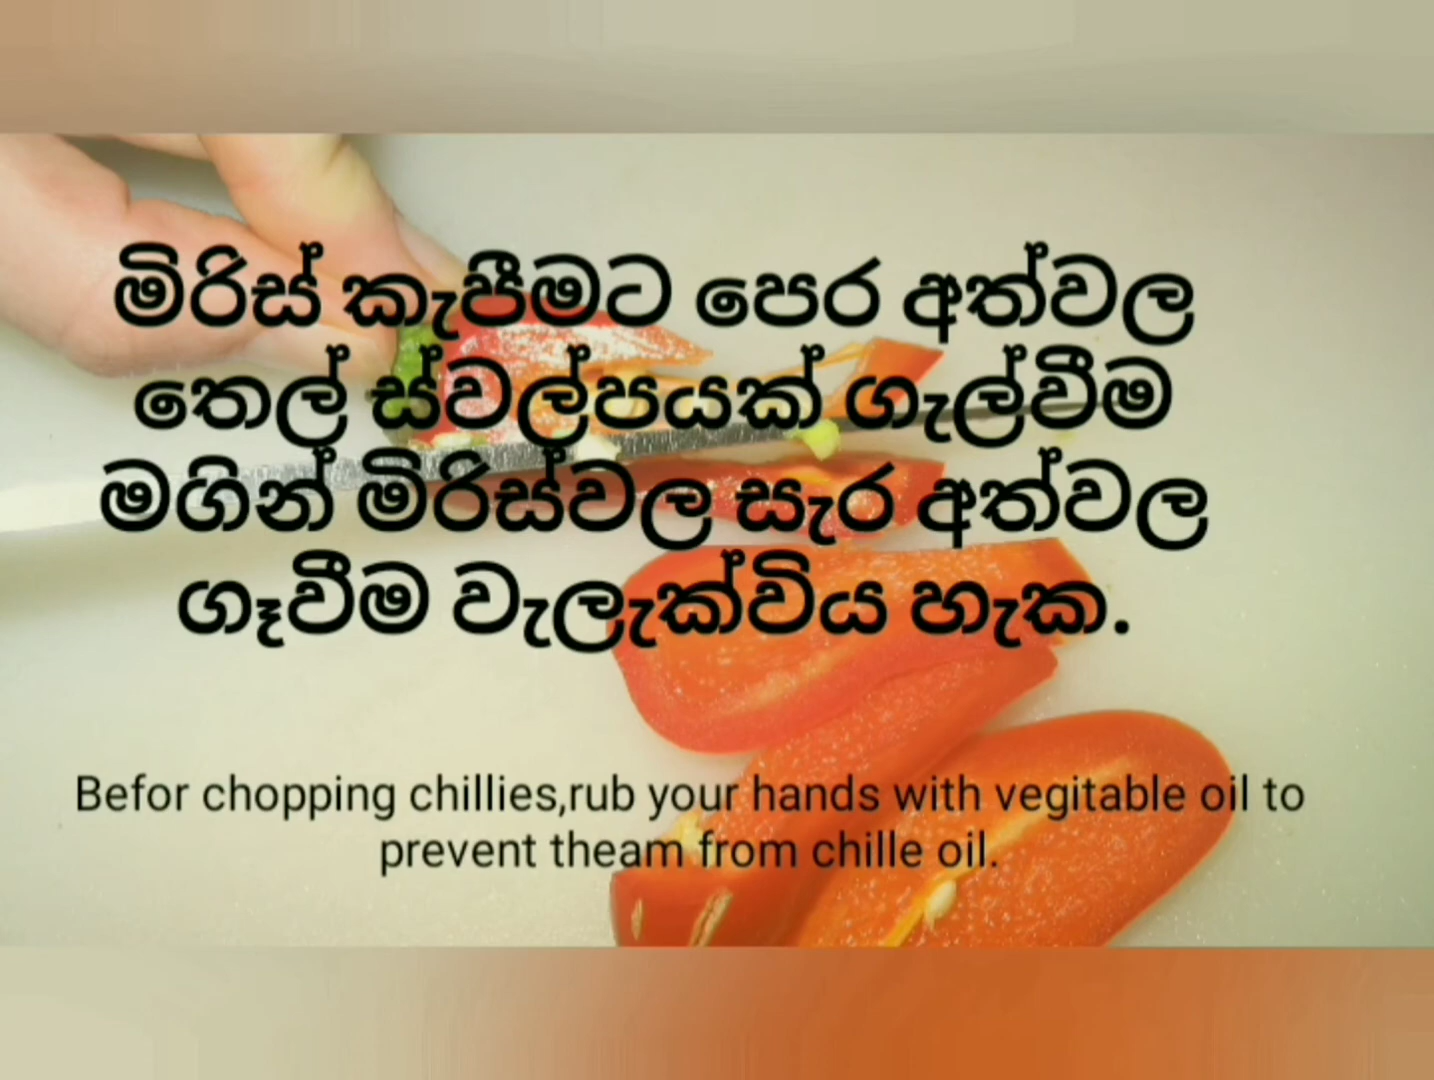 මිරිස් කැපීමට පෙර අත්වල
තෙල් ස්වල්පයක් ගැල්වීම
මගින් මිරිස්වල සැර අත්වල
ගෑවීම වැලැක්විය හැක.
Befor chopping chillies,rub your hands with vegitable oil to
prevent theam from chille oil.